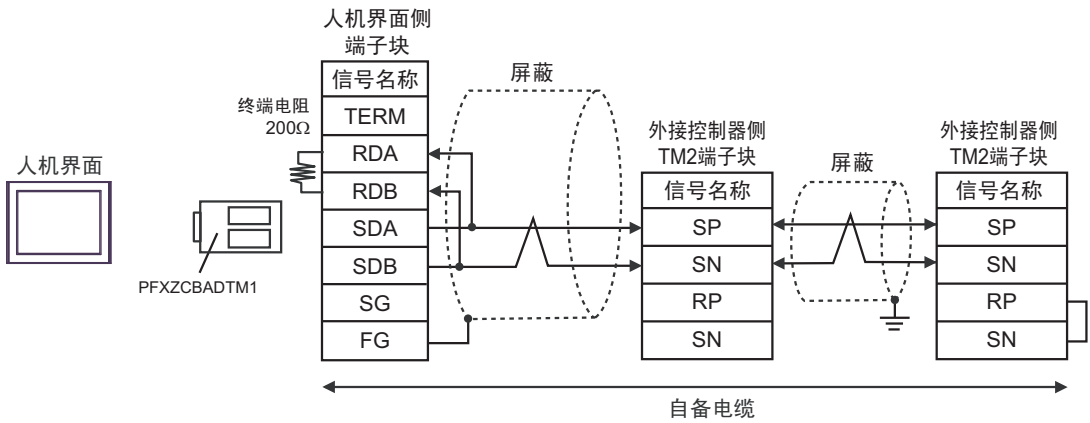 人机界面
PFXZCBADTM1
终端电阻
200Ω
人机界面侧
端子块
信号名称
TERM
RDA
RDB
SDA
SDB
SG
FG
屏蔽
外接控制器侧
TM2端子块
信号名称
SP
SN
RP
SN
屏蔽
外接控制器侧
TM2端子块
信号名称
SP
SN
RP
SN
自备电缆